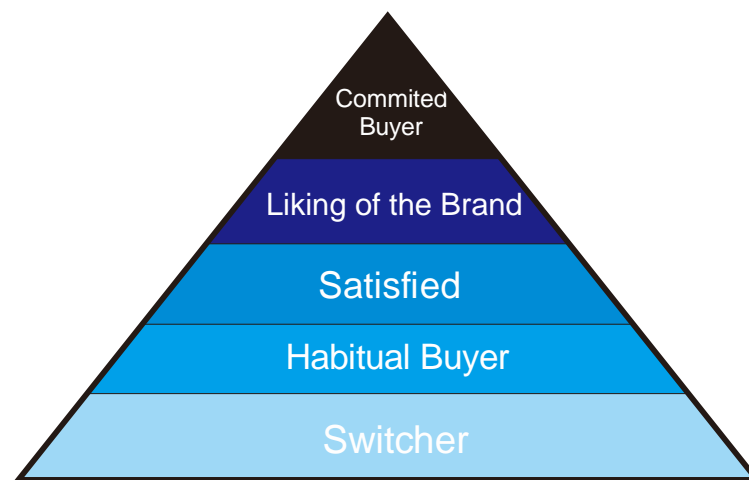 Commited
Buyer
Liking of the Brand
Satisfied
Habitual Buyer
Switcher